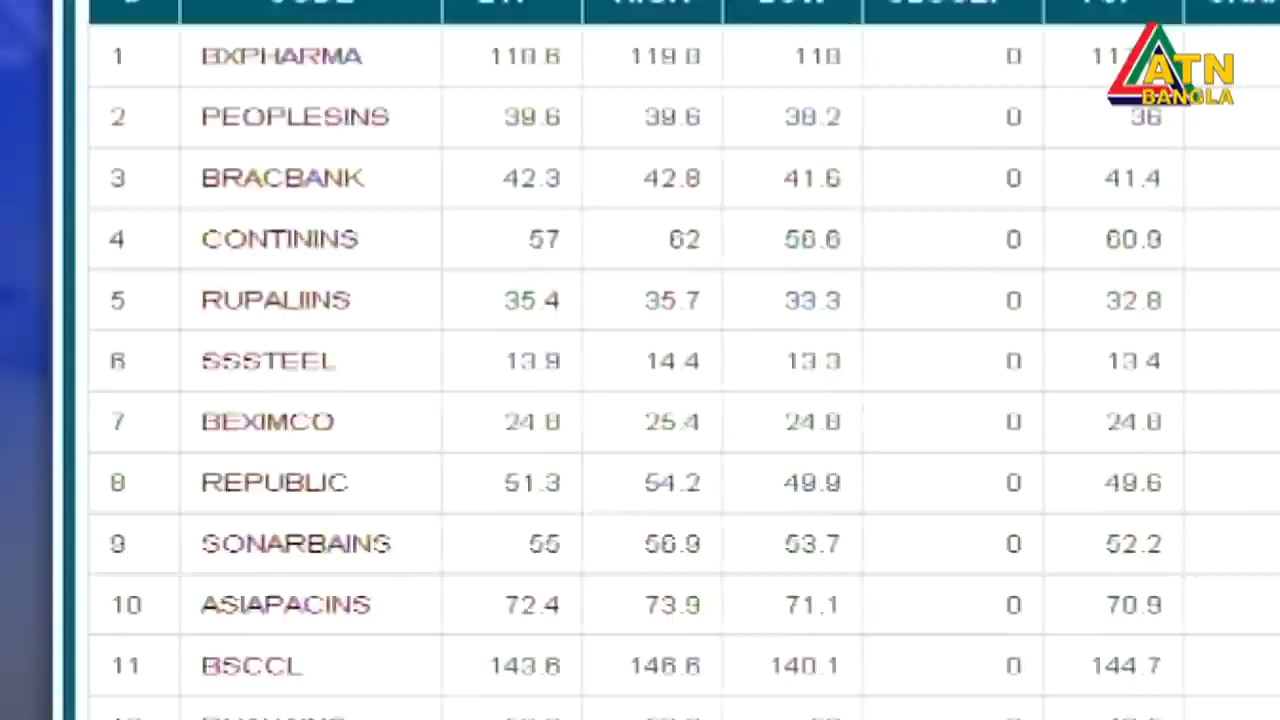 ATN
BANGLA
1 BXPHARMA 118.6 119.8 118 0
2 PEOPLESINS 39.6 39.6 38.2 0 36
3 BRACBANK 42.3 42.8 41.6 0 41.4
4 CONTININS 57 62 56.6 0 60.9
5 RUPALIINS 35.4 35.7 33.3 0 32.8
6 SSSTEEL 13.9 14.4 13.3 0 13.4
7 BEXIMCO 24.8 25.4 24.8 0 24.8
8 REPUBLIC 51.3 54.2 49.9 0 49.6
9 SONARBAINS 55 56.9 53.7 0 52.2
10 ASIAPACINS 72.4 73.9 71.1 0 70.9
11 BSCCL 143.6 146.6 140.1 0 144.7